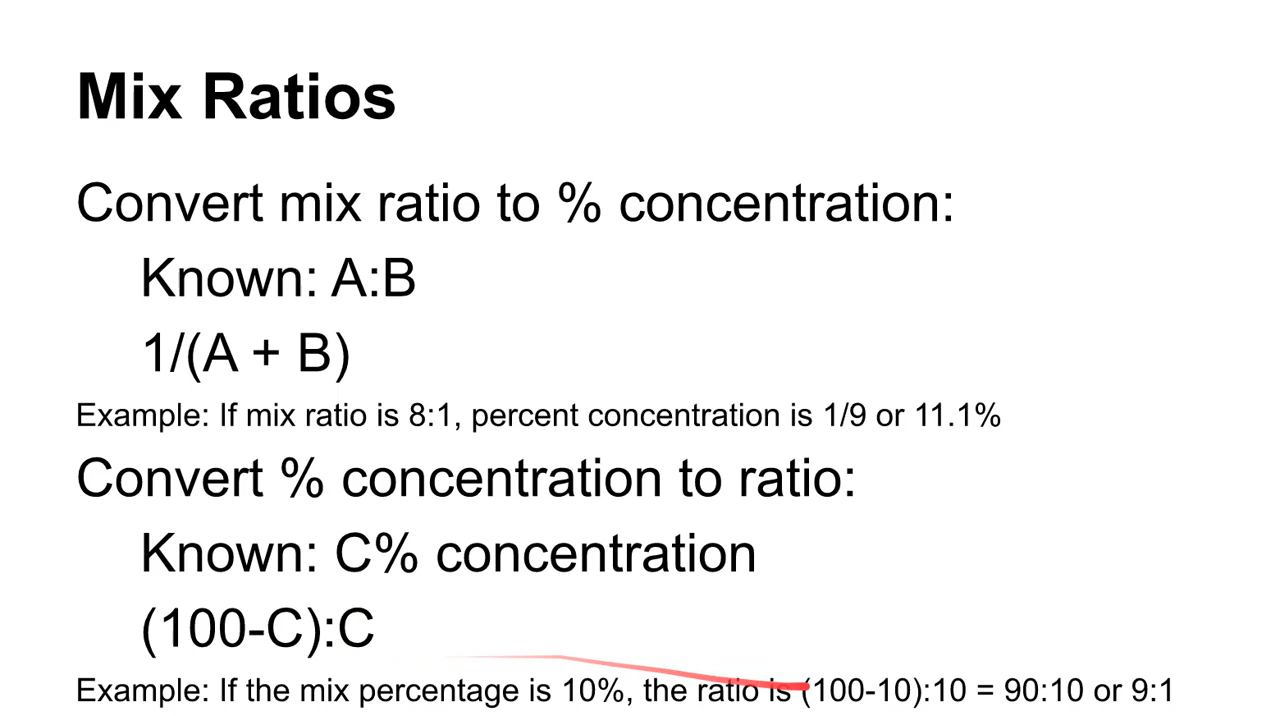 Mix Ratios
Convert mix ratio to % concentration:
Known: A:B
1/(A + B)
Example: If mix ratio is 8:1, percent concentration is 1/9 or 11.1%
Convert % concentration to ratio:
Known: C% concentration
(100-C):C
Example: If the mix percentage is 10%, the ratio is (100-10):10 = 90:10 or 9:1